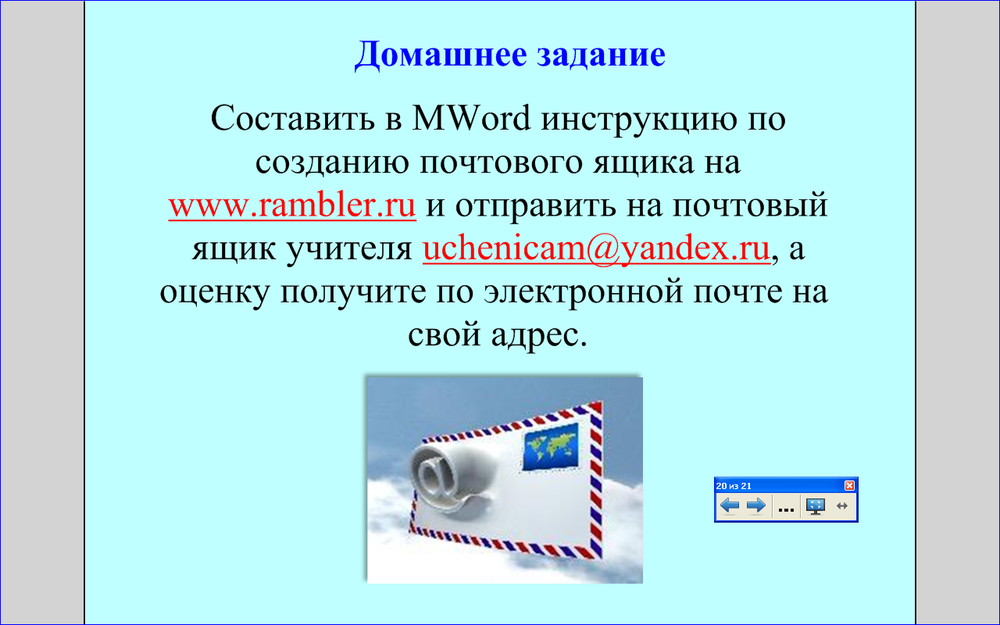 Домашнее задание
Составить в MWord инструкцию по
созданию почтового ящика на
www.rambler.ru и отправить на почтовый
ящик учителя uchenicam@yandex.ru, а
оценку получите по электронной почте на
свой адрес.
@
20 из 21
...